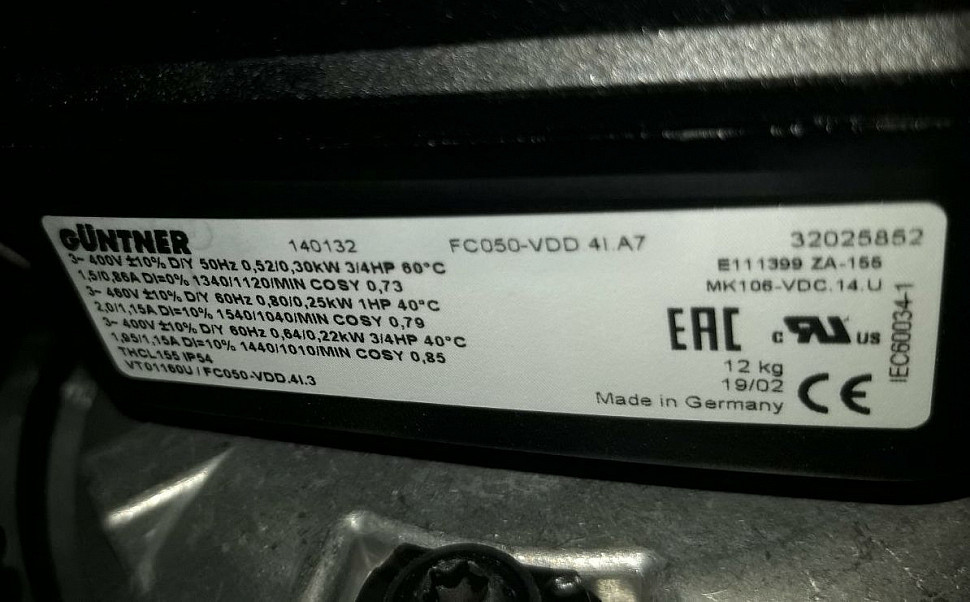 GÜNTNER 140132 FC050-VDD 4I.A7 32025852
3~ 400V ±10% D/Y 50Hz 0,52/0,30kW 3/4HP 60°C
1,5/0,86A DI=0% 1340/1120/MIN COSY 0,73
3~ 460V ±10% D/Y 60Hz 0,80/0,25kW 1HP 40°C
2,0/1,15A DI=10% 1540/1040/MIN COSY 0,79
3~ 400V ±10% D/Y 60Hz 0,64/0,22kW 3/4HP 40°C
1,95/1,15A DI=10% 1440/1010/MIN COSY 0,85
THCL155 IP54
VT01160U / FC050-VDD.4I.3
E111399 ZA-155
MK106-VDC.14.U
EAC c RU US
12 kg
19/02
Made in Germany CE
IEC60034-1